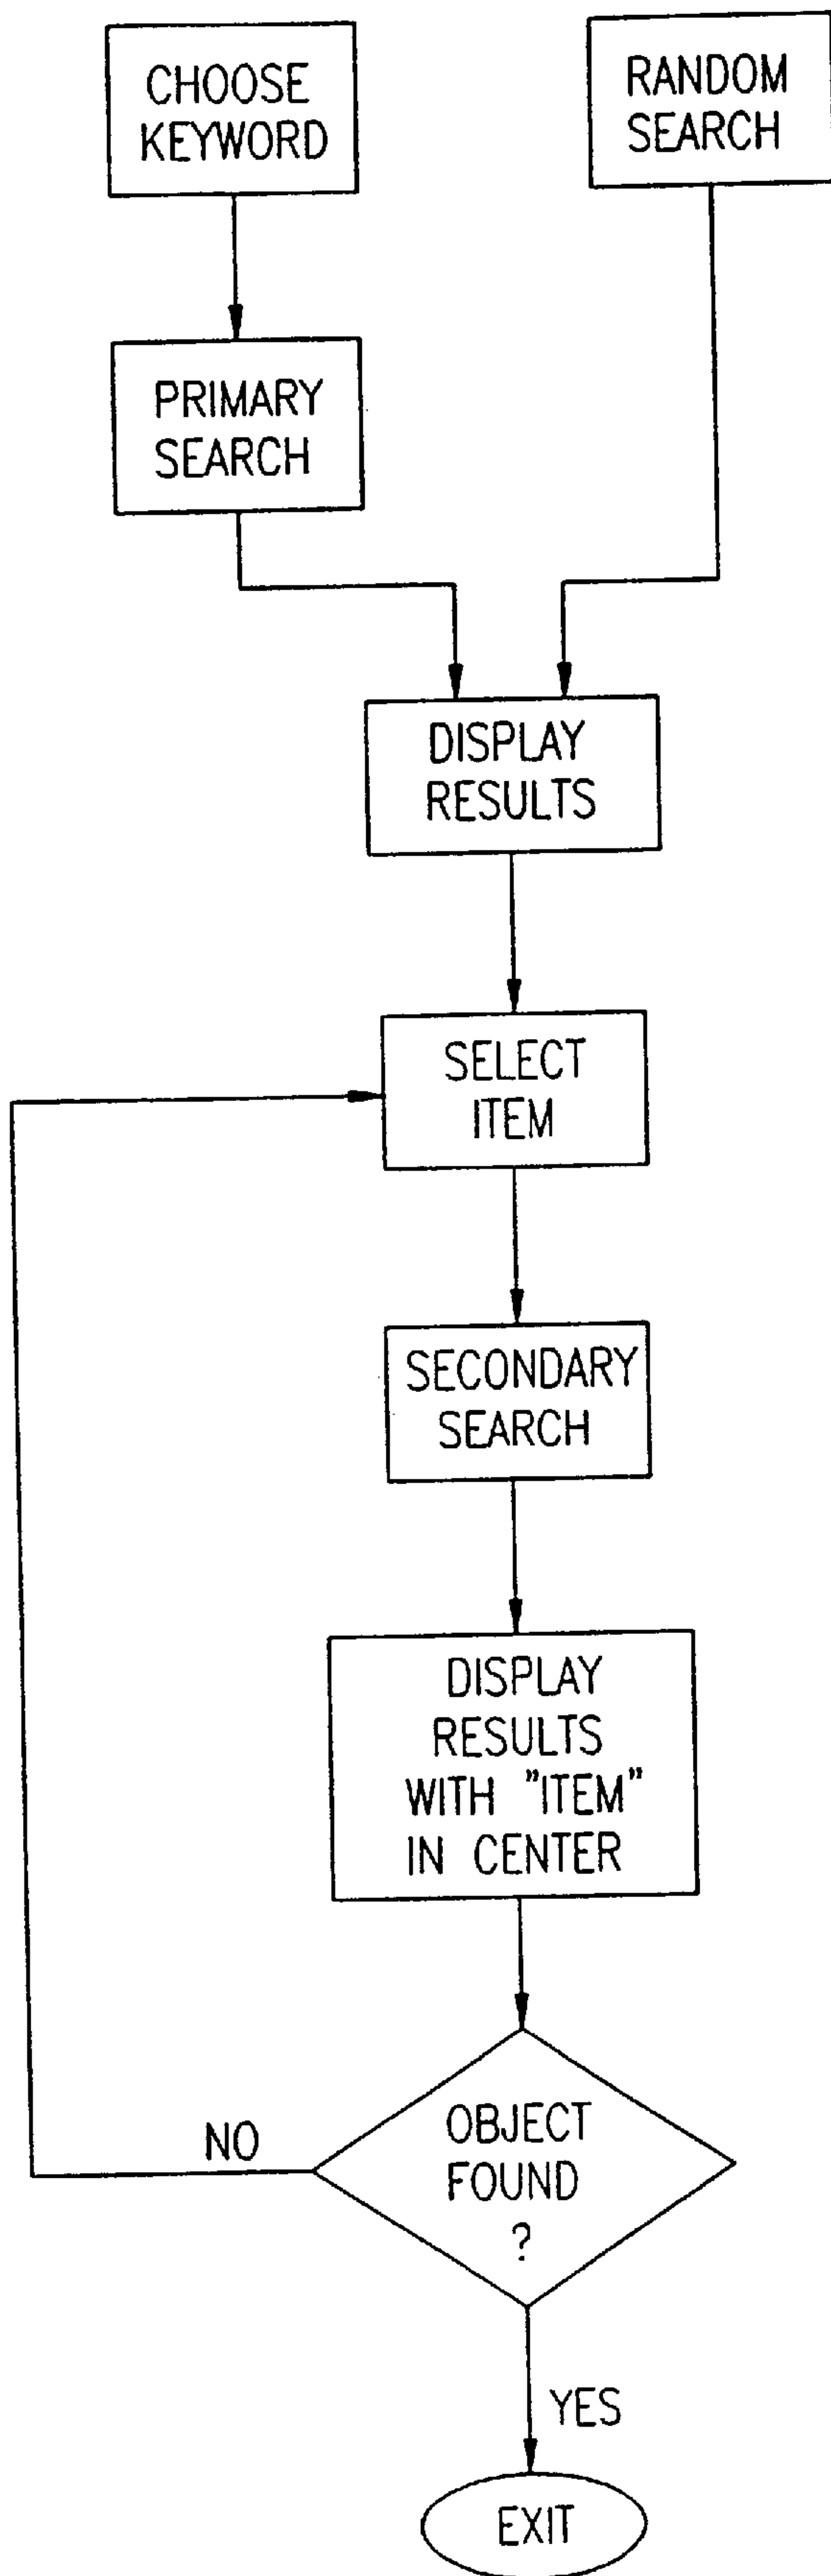 CHOOSE
KEYWORD
RANDOM
SEARCH
PRIMARY
SEARCH
DISPLAY
RESULTS
SELECT
ITEM
SECONDARY
SEARCH
DISPLAY
RESULTS
WITH "ITEM"
IN CENTER
OBJECT
FOUND
?
NO
YES
EXIT